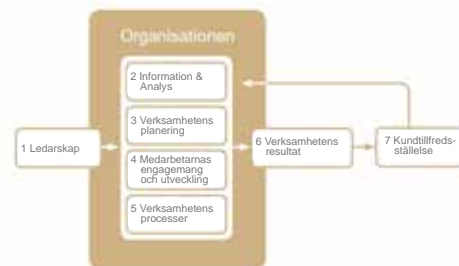 Organisationen
1 Ledarskap
2 Information &
Analys
3 Verksamhetens
planering
4 Medarbetarnas
engagemang
och utveckling
5 Verksamhetens
processer
6 Verksamhetens
resultat
7 Kundtillfreds-
ställelse